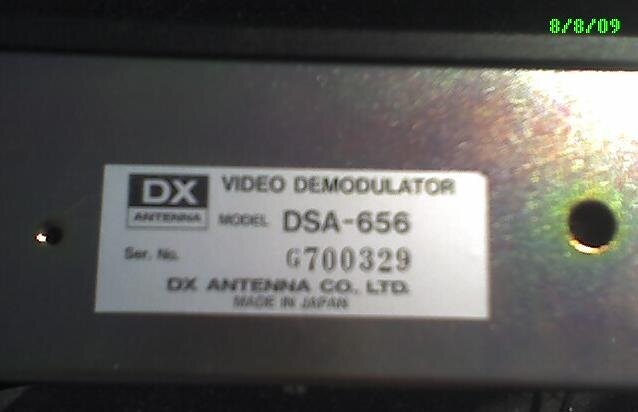 8/8/09
DX
ANTENNA
VIDEO DEMODULATOR
MODEL DSA-656
Ser. No. G700329
DX ANTENNA CO., LTD.
MADE IN JAPAN